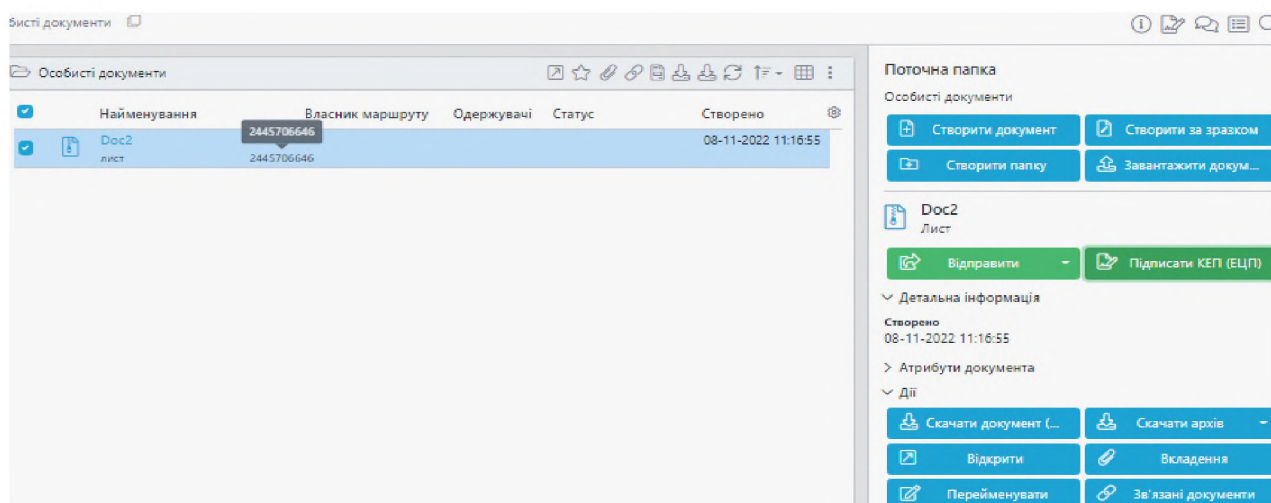 бисті документи
Особисті документи
Найменування Власник маршруту Одержувачі Статус Створено
2445706646
Doc2 08-11-2022 11:16:55
лист 2445706646
Поточна папка
Особисті документи
Створити документ Створити за зразком
Створити папку Завантажити докум...
Doc2
Лист
Відправити Підписати КЕП (ЕЦП)
Детальна інформація
Створено
08-11-2022 11:16:55
Атрибути документа
Дії
Скачати документ (... Скачати архів
Відкрити Вкладення
Перейменувати Зв'язані документи